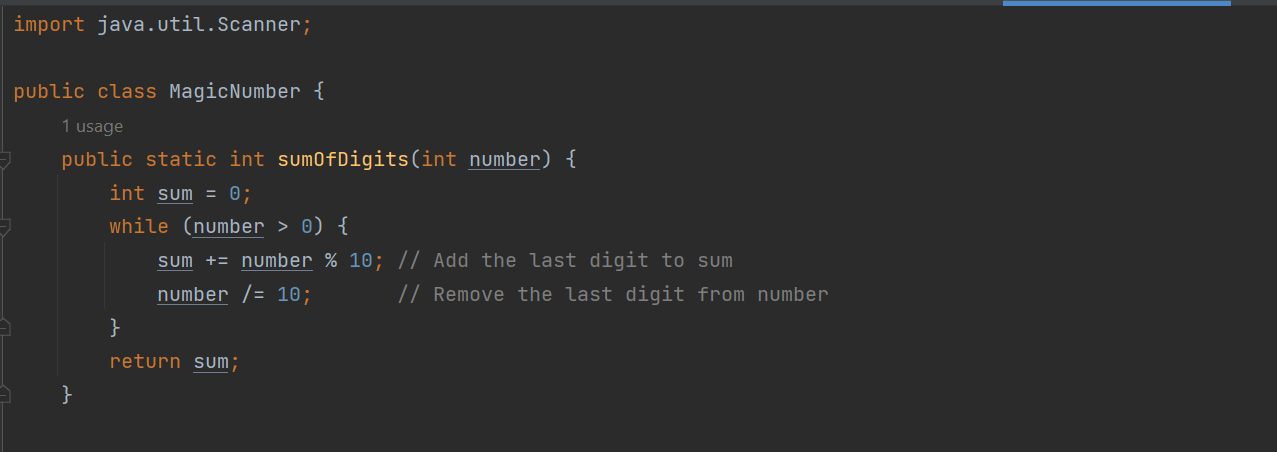 import java.util.Scanner;
public class MagicNumber {
1 usage
public static int sumOfDigits(int number) {
int sum = 0;
while (number > 0) {
sum += number % 10; // Add the last digit to sum
number /= 10;       // Remove the last digit from number
}
return sum;
}